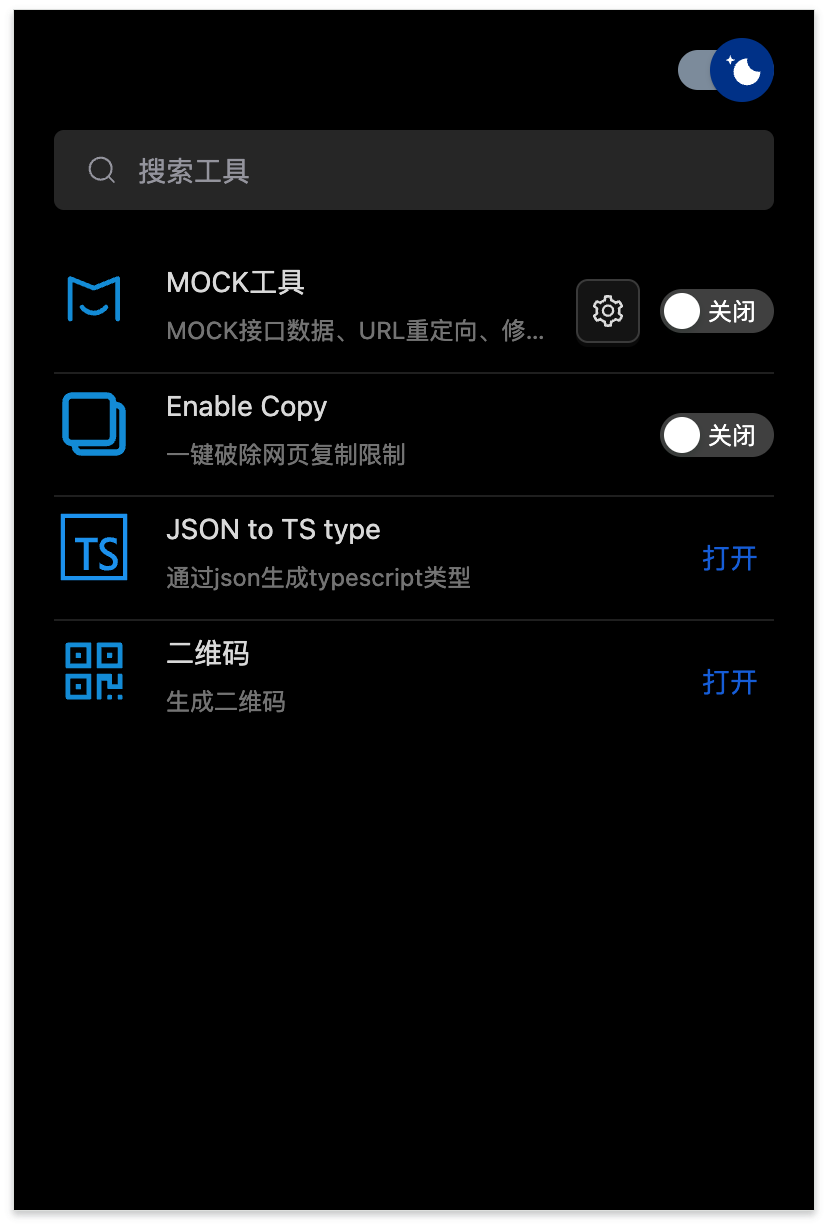 搜索工具
MOCK工具
MOCK接口数据、URL重定向、修...
关闭
Enable Copy
一键破除网页复制限制
关闭
TS
JSON to TS type
通过json生成typescript类型
打开
二维码
生成二维码
打开